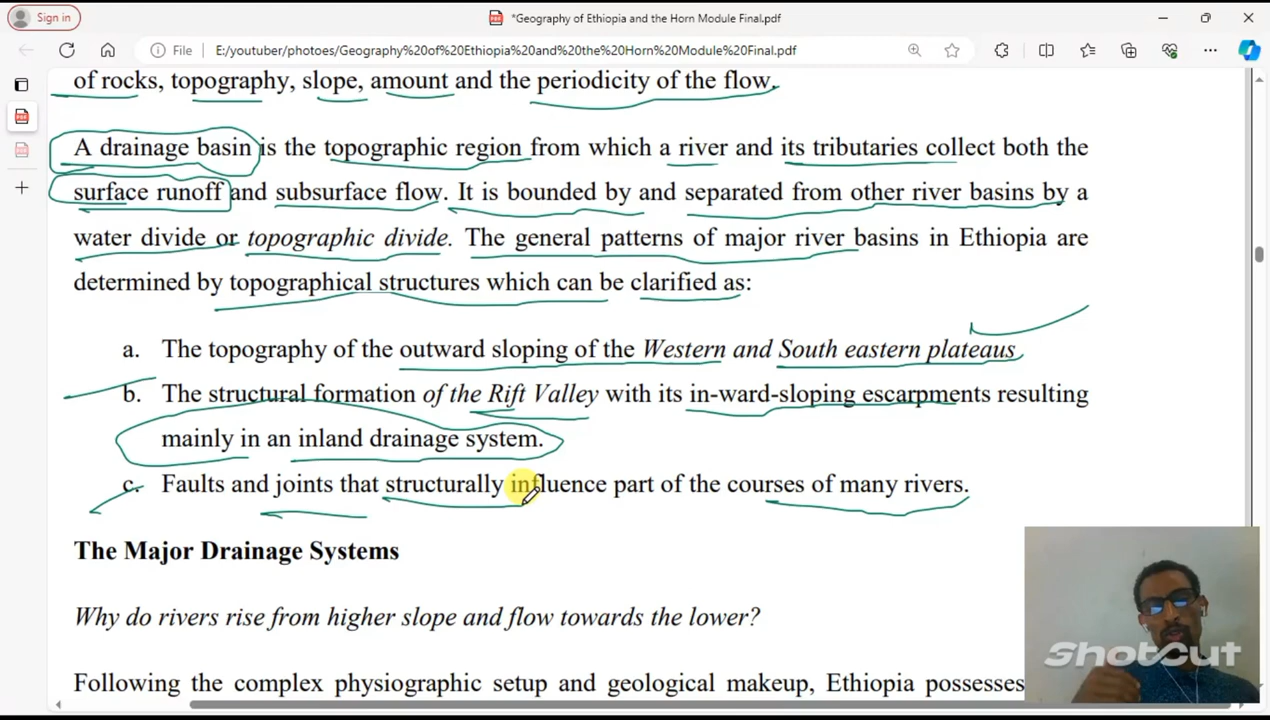 Sign in
*Geography of Ethiopia and the Horn Module Final.pdf
File
E:/youtuber/photoes/Geography%20of%20Ethiopia%20and%20the%20Horn%20Module%20Final.pdf
of rocks, topography, slope, amount and the periodicity of the flow.
A drainage basin is the topographic region from which a river and its tributaries collect both the
surface runoff and subsurface flow. It is bounded by and separated from other river basins by a
water divide or topographic divide. The general patterns of major river basins in Ethiopia are
determined by topographical structures which can be clarified as:
a. The topography of the outward sloping of the Western and South eastern plateaus.
b. The structural formation of the Rift Valley with its in-ward-sloping escarpments resulting
mainly in an inland drainage system.
c. Faults and joints that structurally influence part of the courses of many rivers.
The Major Drainage Systems
Why do rivers rise from higher slope and flow towards the lower?
Following the complex physiographic setup and geological makeup, Ethiopia possesses
Shotcut